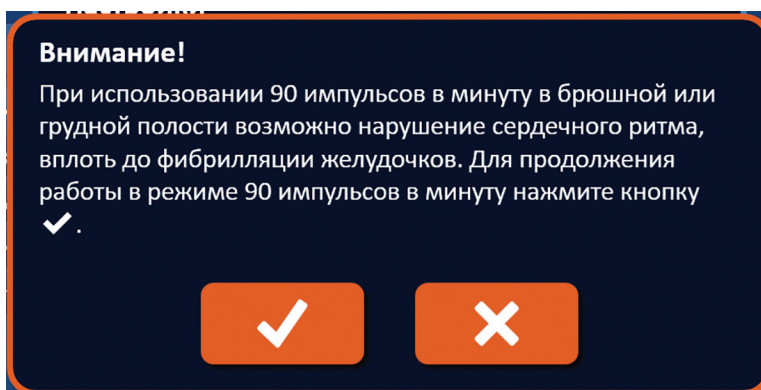 Внимание!
При использовании 90 импульсов в минуту в брюшной или
грудной полости возможно нарушение сердечного ритма,
вплоть до фибрилляции желудочков. Для продолжения
работы в режиме 90 импульсов в минуту нажмите кнопку
✔.